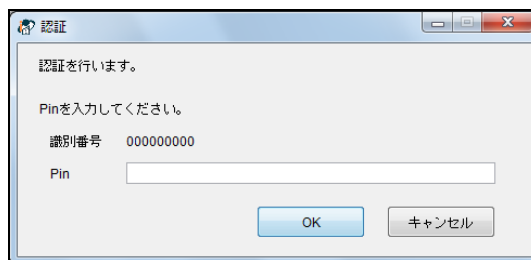 認証
認証を行います。
Pinを入力してください。
識別番号 000000000
Pin
OK キャンセル